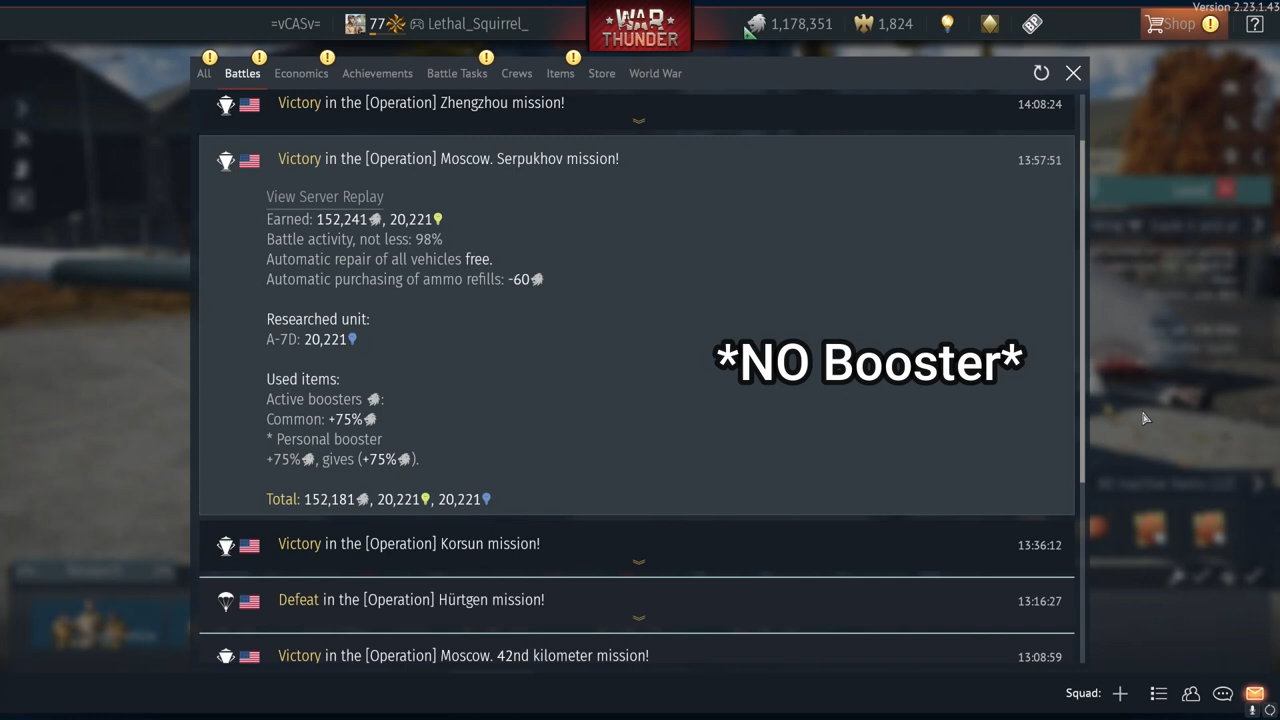 Version 2.23.1.43
=vCASv=
77
Lethal_Squirrel_
WAR
THUNDER
1,178,351
1,824
Shop
All
Battles
Economics
Achievements
Battle Tasks
Crews
Items
Store
World War
Victory in the [Operation] Zhengzhou mission!
14:08:24
Victory in the [Operation] Moscow. Serpukhov mission!
13:57:51
View Server Replay
Earned: 152,241, 20,221
Battle activity, not less: 98%
Automatic repair of all vehicles free.
Automatic purchasing of ammo refills: -60
Researched unit:
A-7D: 20,221
*NO Booster*
Used items:
Active boosters :
Common: +75%
* Personal booster
+75%, gives (+75%).
Total: 152,181, 20,221, 20,221
Victory in the [Operation] Korsun mission!
13:36:12
Defeat in the [Operation] Hürtgen mission!
13:16:27
Victory in the [Operation] Moscow. 42nd kilometer mission!
13:08:59
Squad: